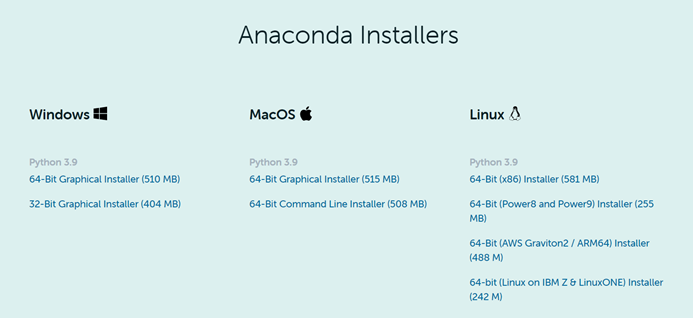 Anaconda Installers
Windows
Python 3.9
64-Bit Graphical Installer (510 MB)
32-Bit Graphical Installer (404 MB)
MacOS
Python 3.9
64-Bit Graphical Installer (515 MB)
64-Bit Command Line Installer (508 MB)
Linux
Python 3.9
64-Bit (x86) Installer (581 MB)
64-Bit (Power8 and Power9) Installer (255
MB)
64-Bit (AWS Graviton2 / ARM64) Installer
(488 M)
64-bit (Linux on IBM Z & LinuxONE) Installer
(242 M)